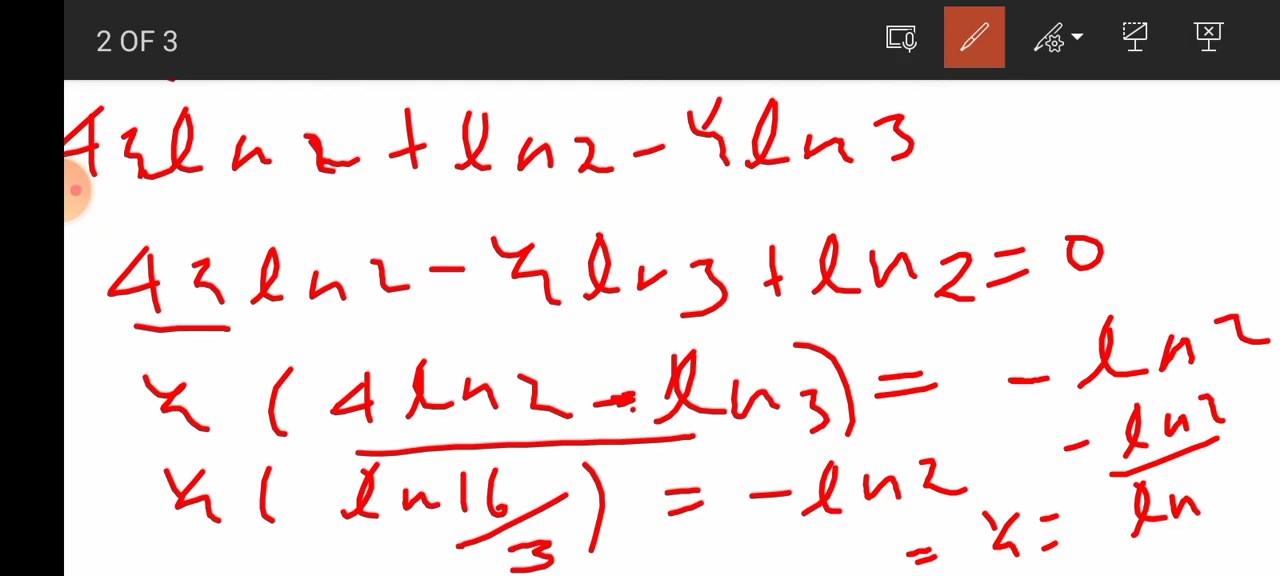 2 OF 3
4x ln 2 + ln 2 - x ln 3
4x ln 2 - x ln 3 + ln 2 = 0
x ( 4 ln 2 - ln 3 ) = - ln 2
x ( ln 16/3 ) = - ln 2
= x = - ln 2 / ln